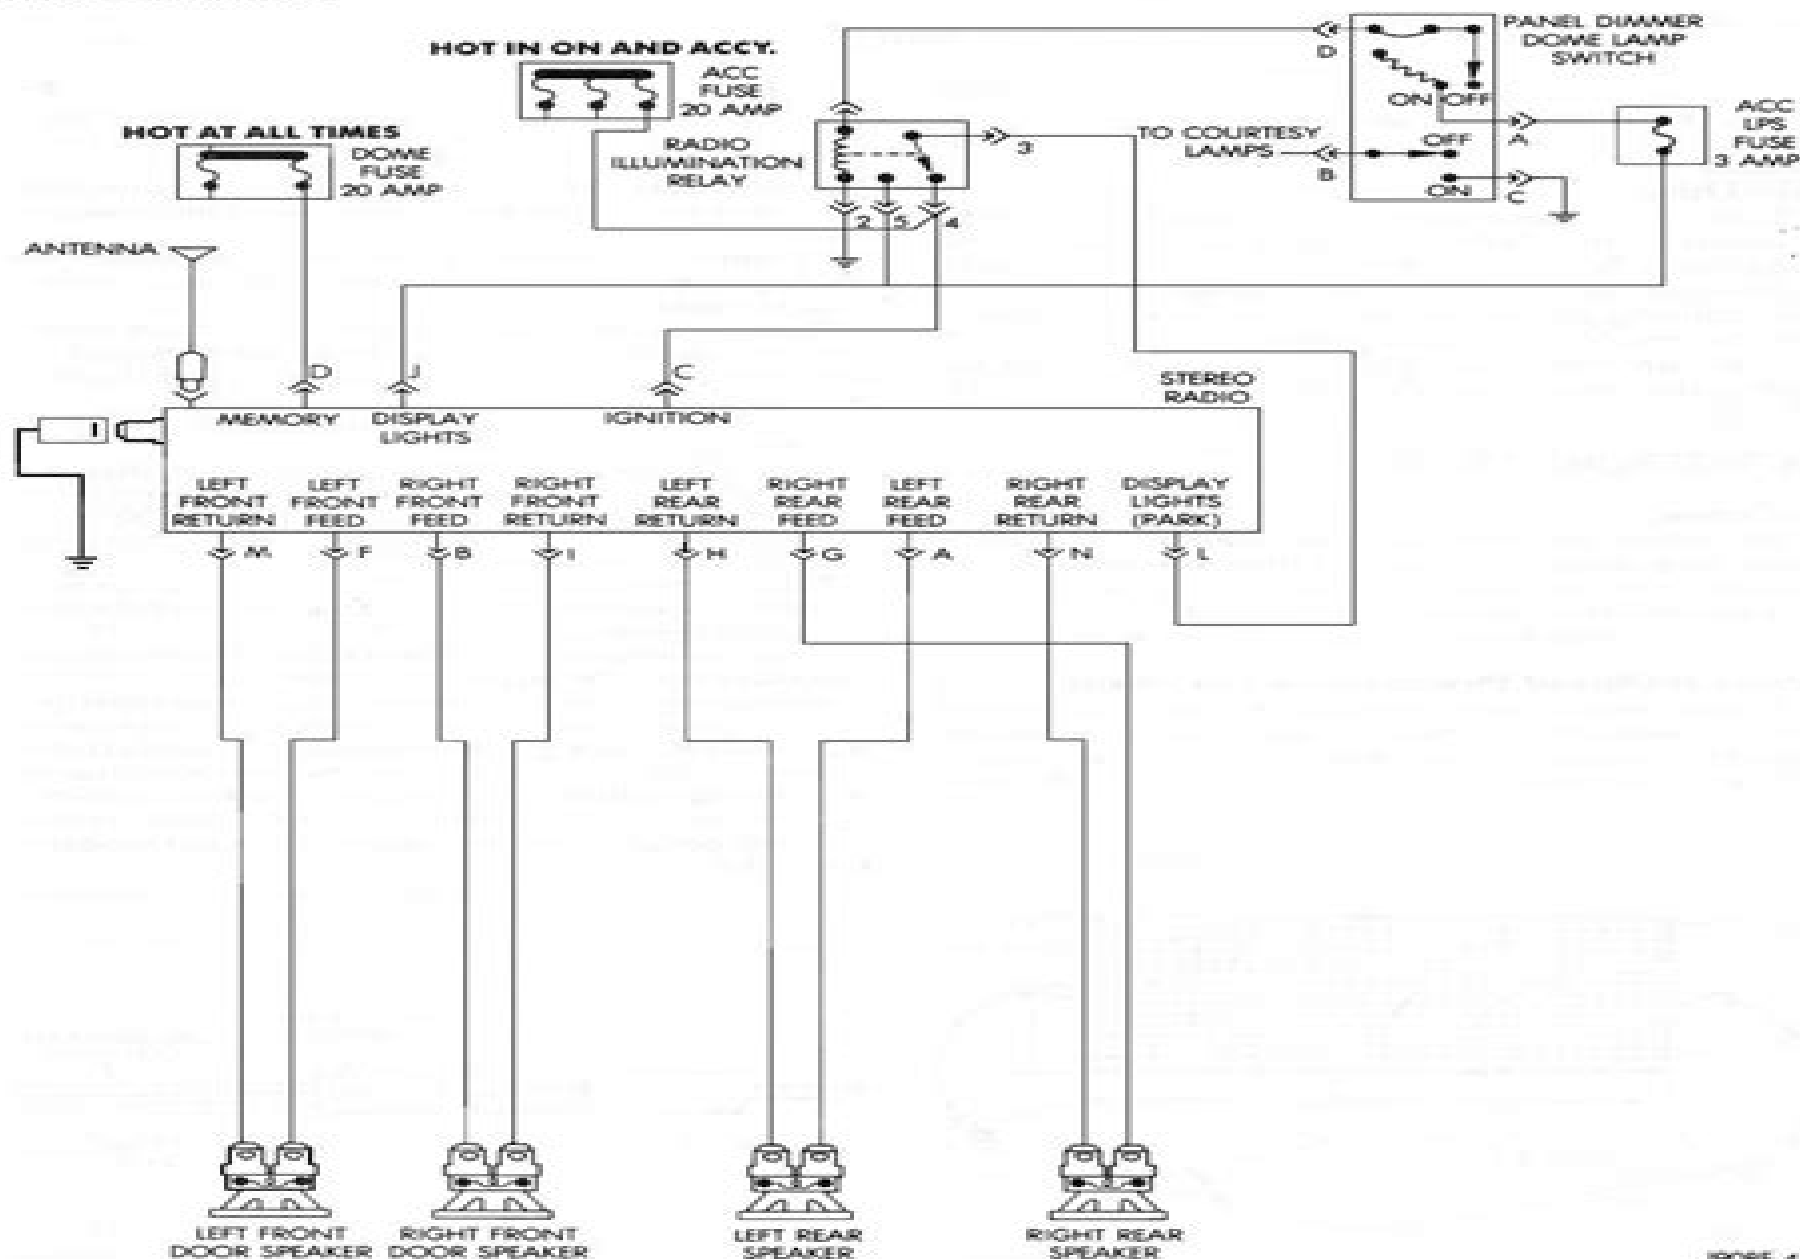 PANEL DIMMER
DOME LAMP
SWITCH
HOT IN ON AND ACCY.
ACC
FUSE
20 AMP
D
ON OFF
HOT AT ALL TIMES
DOME
FUSE
20 AMP
RADIO
ILLUMINATION
RELAY
3
TO COURTESY
LAMPS
OFF
A
B
ON
C
ACC
LPS
FUSE
3 AMP
2 5 4
ANTENNA
D
J
C
STEREO
RADIO
MEMORY
DISPLAY
LIGHTS
IGNITION
LEFT
FRONT
RETURN
LEFT
FRONT
FEED
RIGHT
FRONT
FEED
RIGHT
FRONT
RETURN
LEFT
REAR
RETURN
RIGHT
REAR
FEED
LEFT
REAR
FEED
RIGHT
REAR
RETURN
DISPLAY
LIGHTS
(PARK)
M
F
B
I
H
G
A
N
L
LEFT FRONT
DOOR SPEAKER
RIGHT FRONT
DOOR SPEAKER
LEFT REAR
SPEAKER
RIGHT REAR
SPEAKER